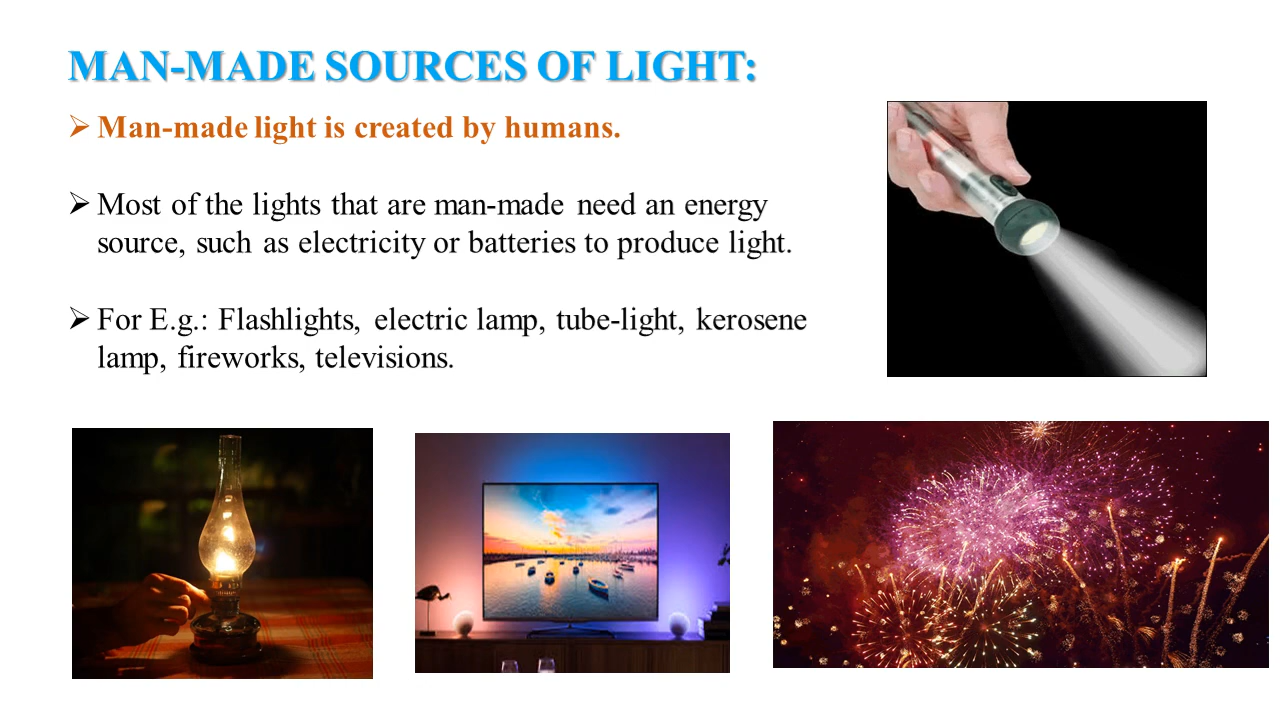 MAN-MADE SOURCES OF LIGHT:
➢ Man-made light is created by humans.
➢ Most of the lights that are man-made need an energy
source, such as electricity or batteries to produce light.
➢ For E.g.: Flashlights, electric lamp, tube-light, kerosene
lamp, fireworks, televisions.